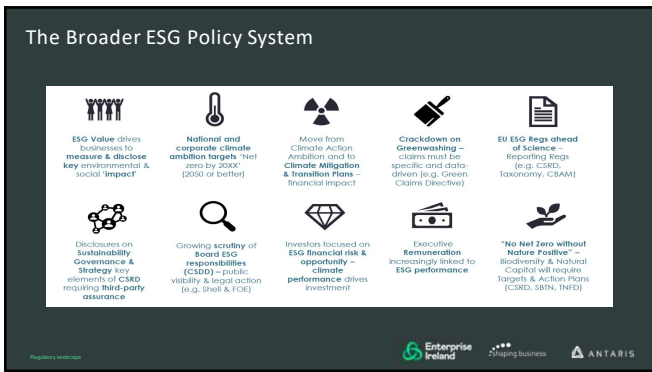 The Broader ESG Policy System
ESG Value drives
businesses to
measure & disclose
key environmental &
social 'impact'
National and
corporate climate
ambition targets 'Net
zero by 20XX'
(2050 or better)
Move from
Climate Action
Ambition and to
Climate Mitigation
& Transition Plans –
financial impact
Crackdown on
Greenwashing –
claims must be
specific and data-
driven (e.g. Green
Claims Directive)
EU ESG Regs ahead
of Science –
Reporting Regs
(e.g. CSRD,
Taxonomy, CBAM)
Disclosures on
Sustainability
Governance &
Strategy key
elements of CSRD
requiring third-party
assurance
Growing scrutiny of
Board ESG
responsibilities
(CSDD) – public
visibility & legal action
(e.g. Shell & FOE)
Investors focused on
ESG financial risk &
opportunity –
climate
performance drives
investment
Executive
Remuneration
increasingly linked to
ESG performance
"No Net Zero without
Nature Positive" –
Biodiversity & Natural
Capital will require
Targets & Action Plans
(CSRD, SBTN, TNFD)
Regulatory landscape
Enterprise
Ireland
shaping business
ANTARIS